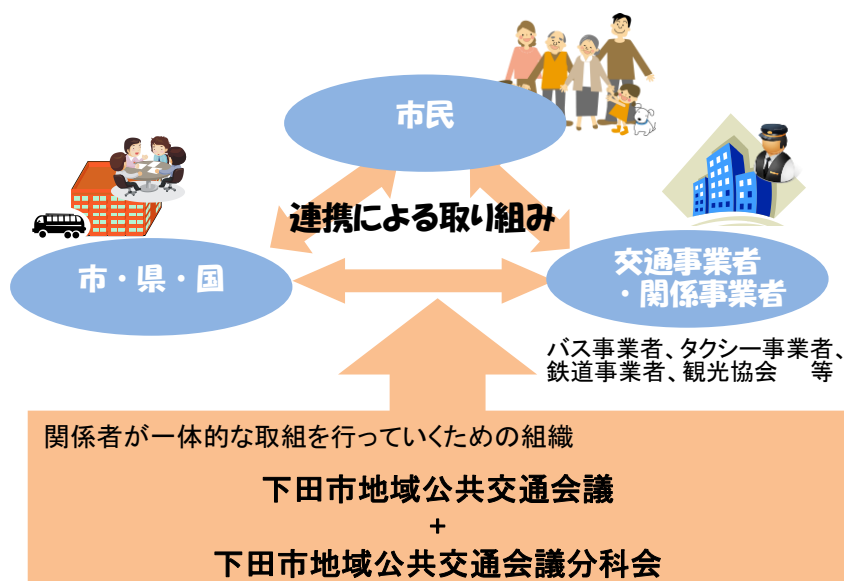 市民
連携による取り組み
市・県・国
交通事業者
・関係事業者
バス事業者、タクシー事業者、
鉄道事業者、観光協会　等
関係者が一体的な取組を行っていくための組織
下田市地域公共交通会議
+
下田市地域公共交通会議分科会